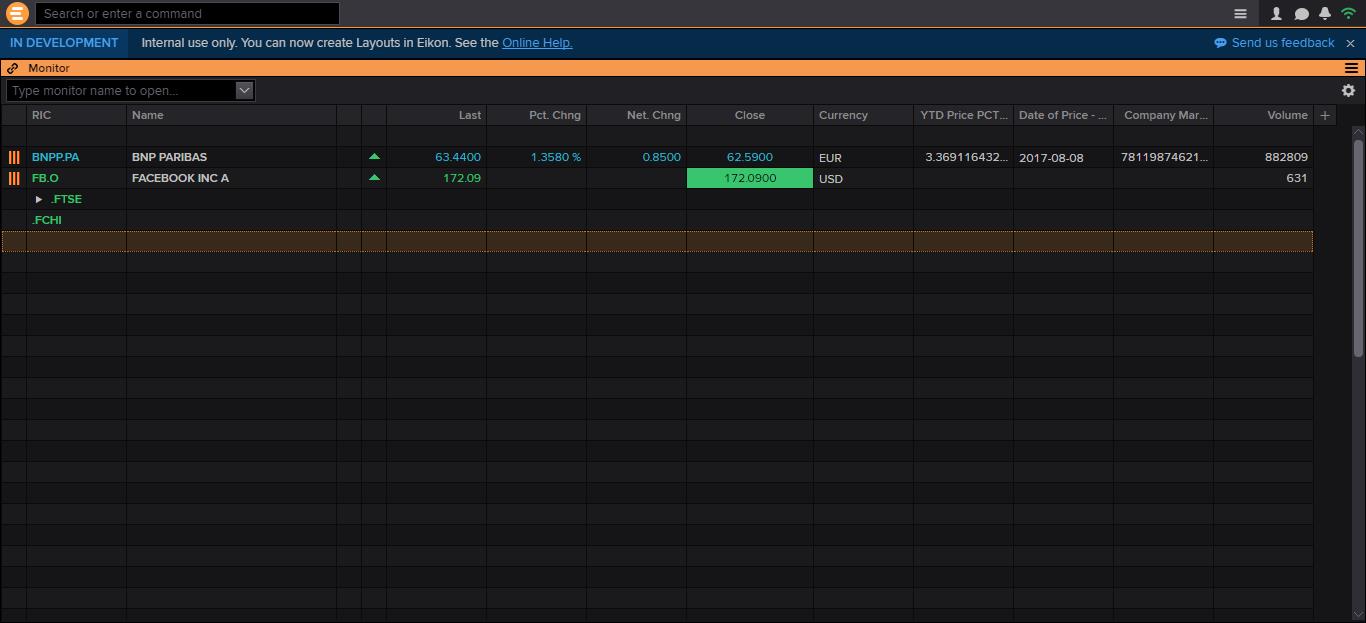 Search or enter a command
IN DEVELOPMENT Internal use only. You can now create Layouts in Eikon. See the Online Help. Send us feedback
Monitor
Type monitor name to open...
RIC Name Last Pct. Chng Net. Chng Close Currency YTD Price PCT... Date of Price - ... Company Mar... Volume +
BNPP.PA BNP PARIBAS 63.4400 1.3580 % 0.8500 62.5900 EUR 3.369116432... 2017-08-08 78119874621... 882809
FB.O FACEBOOK INC A 172.09 172.0900 USD 631
.FTSE
.FCHI